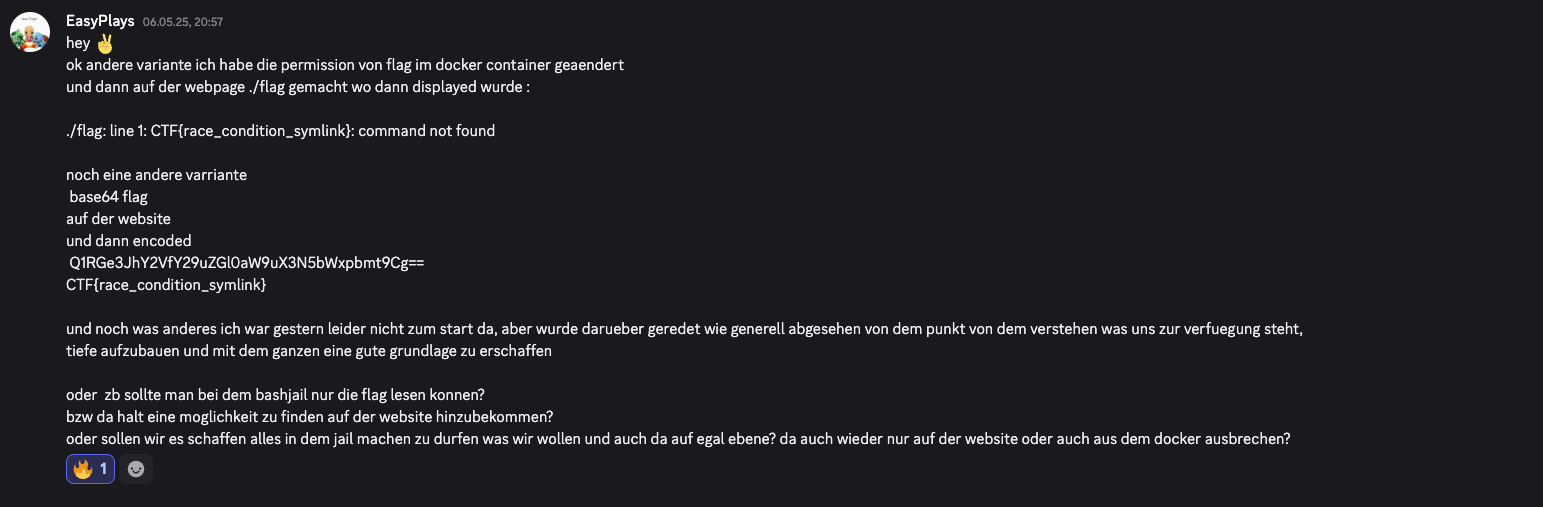 EasyPlays 06.05.25, 20:57
hey ✌️
ok andere variante ich habe die permission von flag im docker container geaendert
und dann auf der webpage ./flag gemacht wo dann displayed wurde :
./flag: line 1: CTF{race_condition_symlink}: command not found
noch eine andere varriante
base64 flag
auf der website
und dann encoded
Q1RGe3JhY2VfY29uZGl0aW9uX3N5bWxpbmt9Cg==
CTF{race_condition_symlink}
und noch was anderes ich war gestern leider nicht zum start da, aber wurde darueber geredet wie generell abgesehen von dem punkt von dem verstehen was uns zur verfuegung steht,
tiefe aufzubauen und mit dem ganzen eine gute grundlage zu erschaffen
oder zb sollte man bei dem bashjail nur die flag lesen konnen?
bzw da halt eine moglichkeit zu finden auf der website hinzubekommen?
oder sollen wir es schaffen alles in dem jail machen zu durfen was wir wollen und auch da auf egal ebene? da auch wieder nur auf der website oder auch aus dem docker ausbrechen?
🔥 1